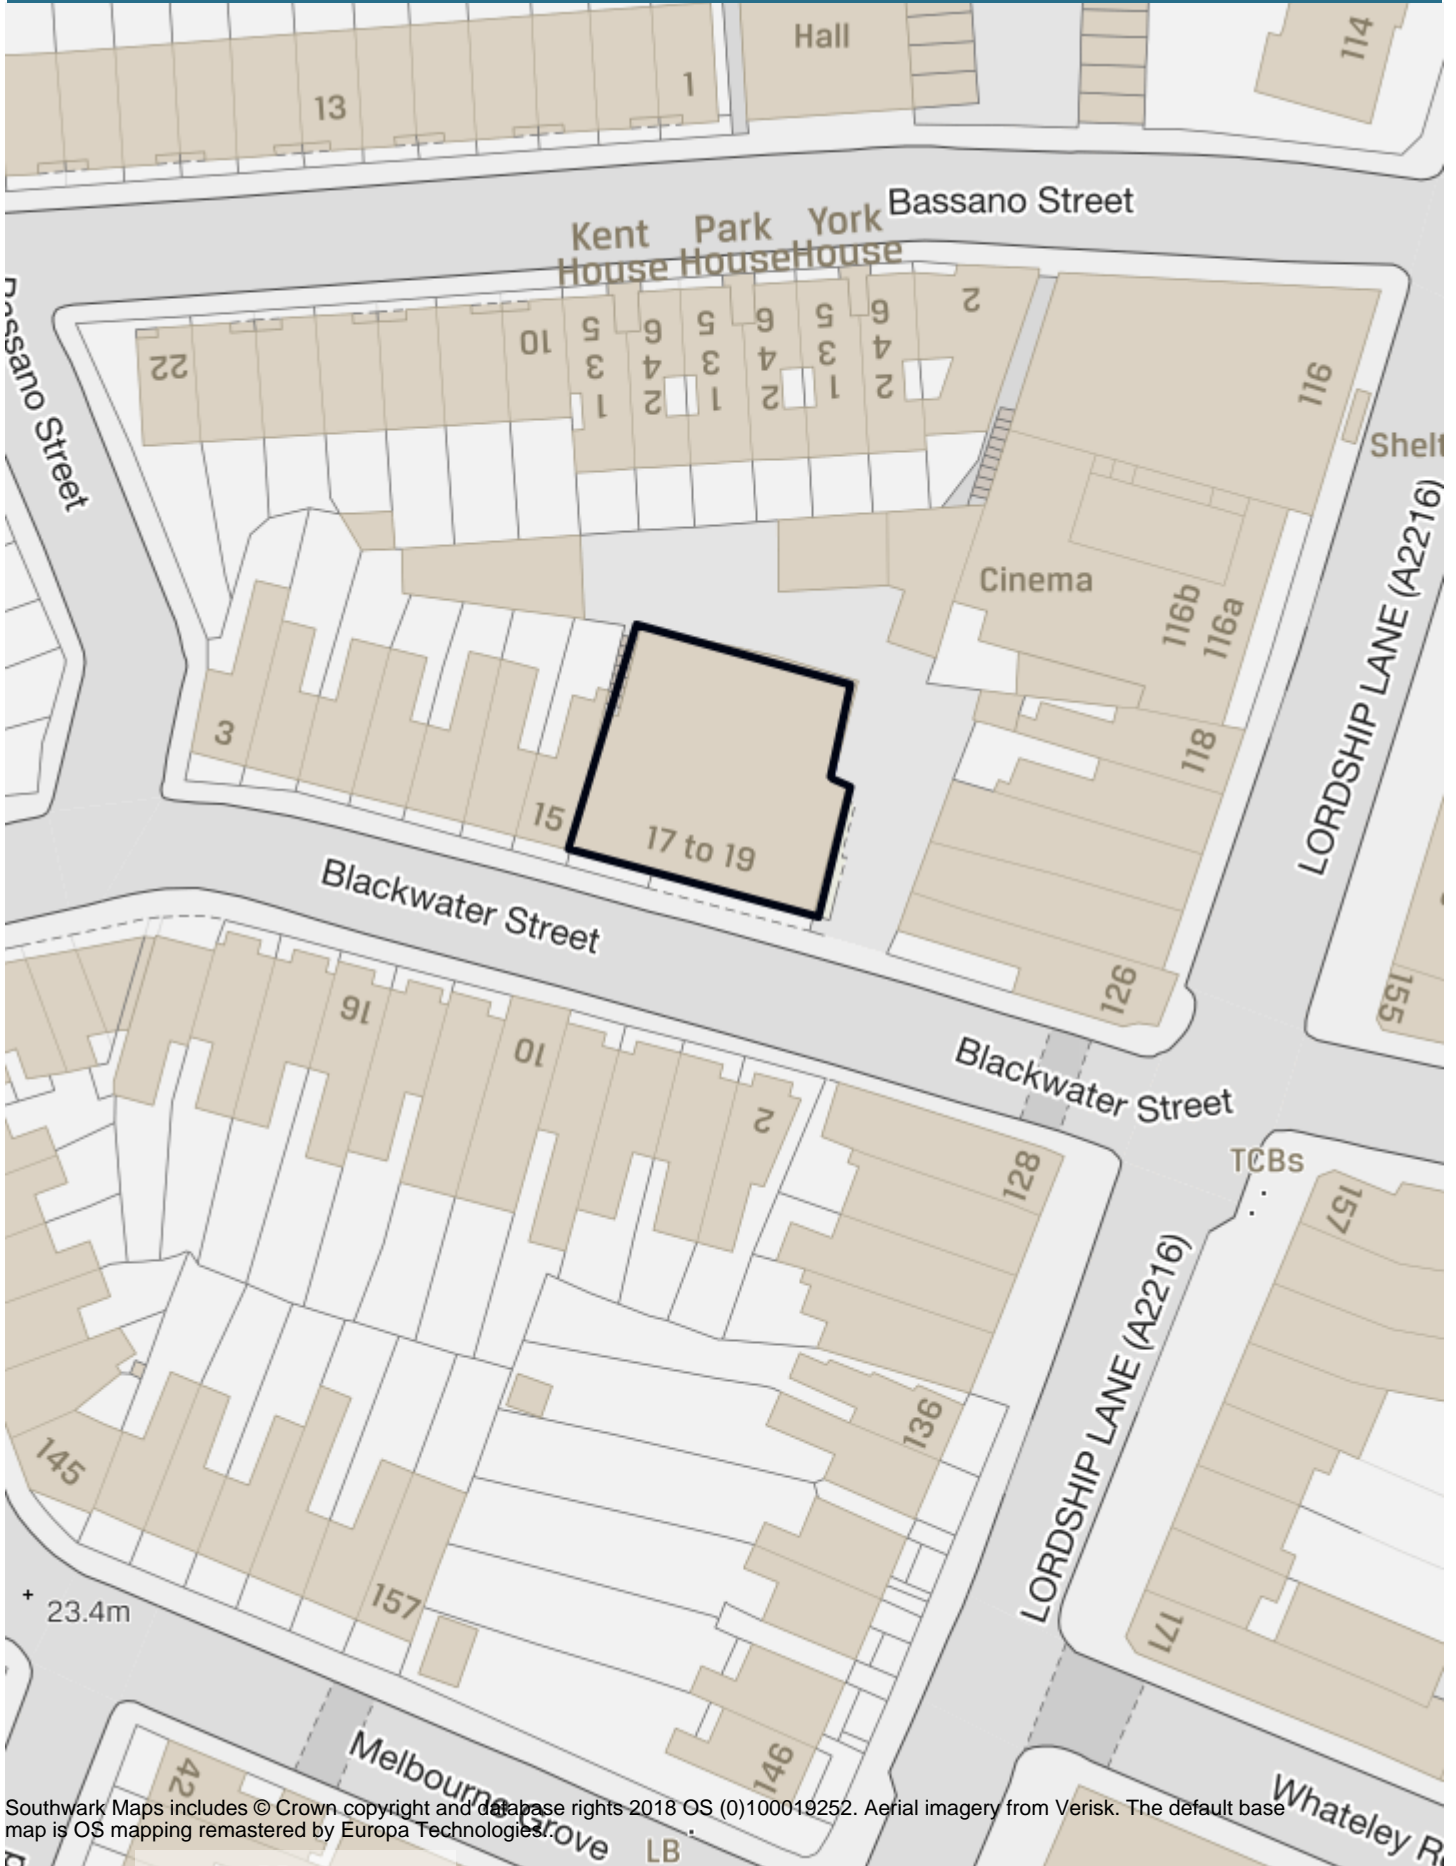 Hall
114
13
1
Bassano Street
Kent
House
Park
House
York
House
Bassano Street
22
10
5
3
1
6
4
2
5
3
1
6
4
2
5
3
1
6
4
2
2
116
Shelt
Cinema
116b
116a
LORDSHIP LANE (A2216)
3
15
17 to 19
118
126
155
Blackwater Street
16
10
2
Blackwater Street
128
TCBs
157
136
LORDSHIP LANE (A2216)
145
157
23.4m
171
146
42
Melbourne Grove
LB
Whateley R
Southwark Maps includes © Crown copyright and database rights 2018 OS (0)100019252. Aerial imagery from Verisk. The default base
map is OS mapping remastered by Europa Technologies..